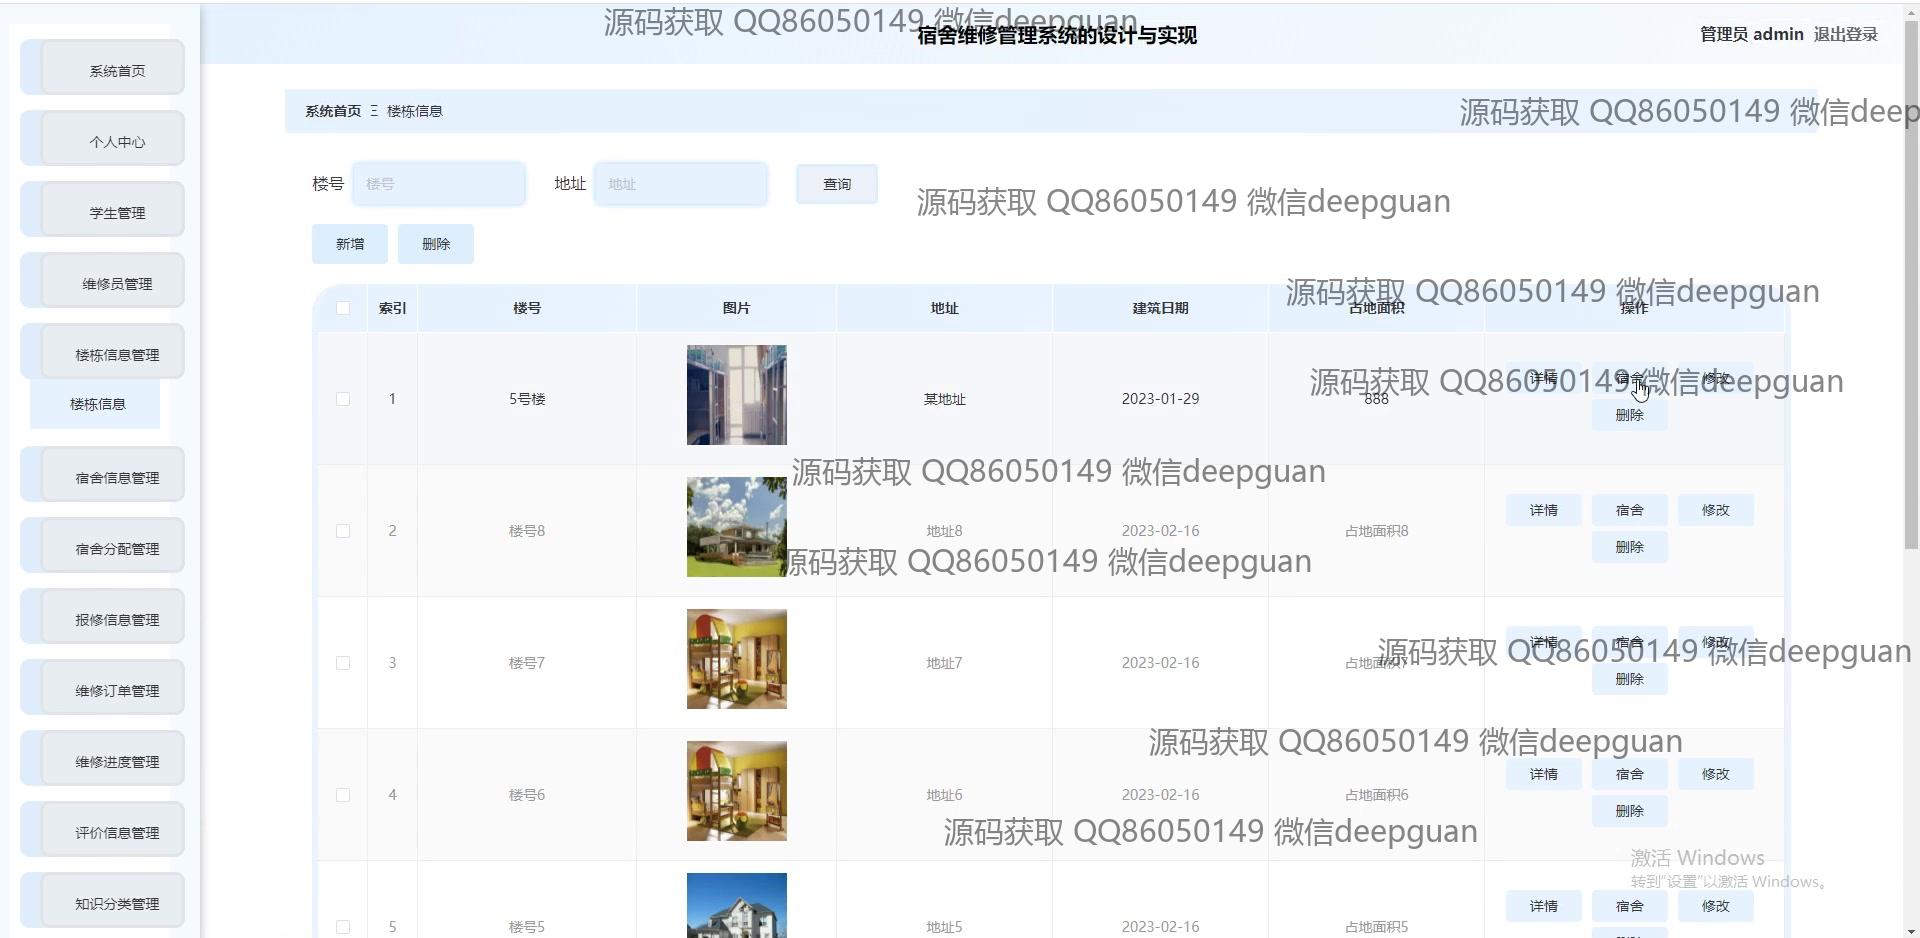 源码获取 QQ86050149 微信deepguan
宿舍维修管理系统的设计与实现
管理员 admin 退出登录
系统首页
个人中心
学生管理
维修员管理
楼栋信息管理
楼栋信息
宿舍信息管理
宿舍分配管理
报修信息管理
维修订单管理
维修进度管理
评价信息管理
知识分类管理
系统首页 Ξ 楼栋信息
源码获取 QQ86050149 微信deep
楼号 楼号 地址 地址 查询
源码获取 QQ86050149 微信deepguan
新增 删除
源码获取 QQ86050149 微信deepguan
索引 楼号 图片 地址 建筑日期 占地面积 操作
源码获取 QQ86050149 微信deepguan
详情 宿舍 修改
1 5号楼 某地址 2023-01-29 888
删除
源码获取 QQ86050149 微信deepguan
详情 宿舍 修改
2 楼号8 地址8 2023-02-16 占地面积8
删除
源码获取 QQ86050149 微信deepguan
详情 宿舍 修改
源码获取 QQ86050149 微信deepguan
3 楼号7 地址7 2023-02-16 占地面积7
删除
源码获取 QQ86050149 微信deepguan
详情 宿舍 修改
4 楼号6 地址6 2023-02-16 占地面积6
删除
源码获取 QQ86050149 微信deepguan
激活 Windows
转到“设置”以激活 Windows。
详情 宿舍 修改
5 楼号5 地址5 2023-02-16 占地面积5